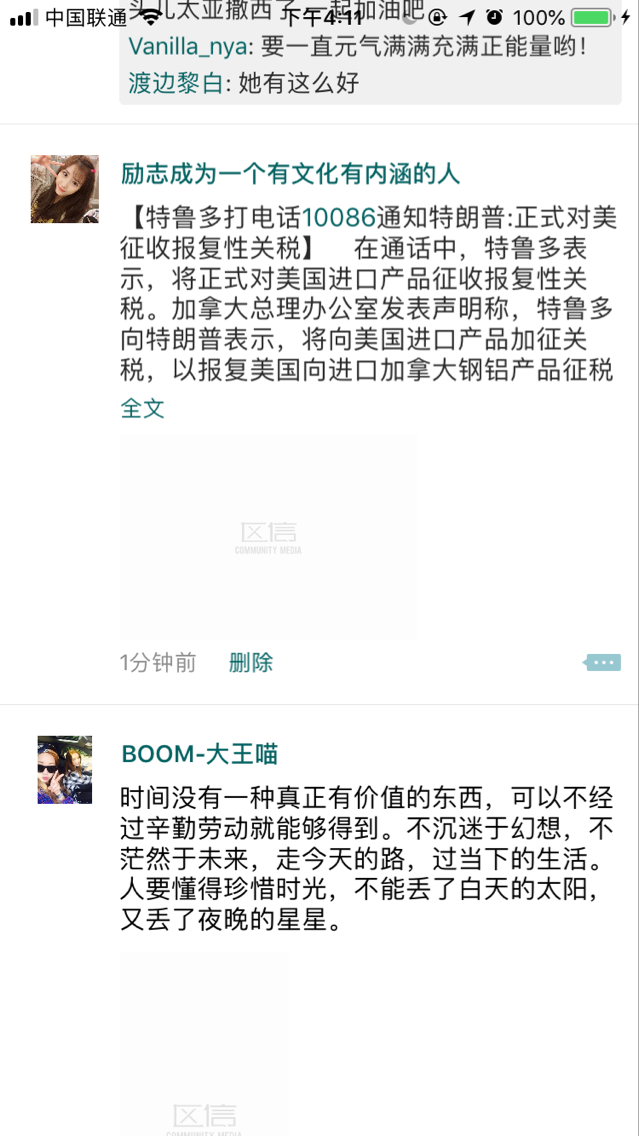 中国联通 下午4:11 100%
头儿太亚撒西了 一起加油吧
Vanilla_nya: 要一直元气满满充满正能量哟!
渡边黎白: 她有这么好
励志成为一个有文化有内涵的人
【特鲁多打电话10086通知特朗普:正式对美
征收报复性关税】 在通话中，特鲁多表
示，将正式对美国进口产品征收报复性关
税。加拿大总理办公室发表声明称，特鲁多
向特朗普表示，将向美国进口产品加征关
税，以报复美国向进口加拿大钢铝产品征税
全文
区信
COMMUNITY MEDIA
1分钟前 删除
BOOM-大王喵
时间没有一种真正有价值的东西，可以不经
过辛勤劳动就能够得到。不沉迷于幻想，不
茫然于未来，走今天的路，过当下的生活。
人要懂得珍惜时光，不能丢了白天的太阳，
又丢了夜晚的星星。
区信
COMMUNITY MEDIA